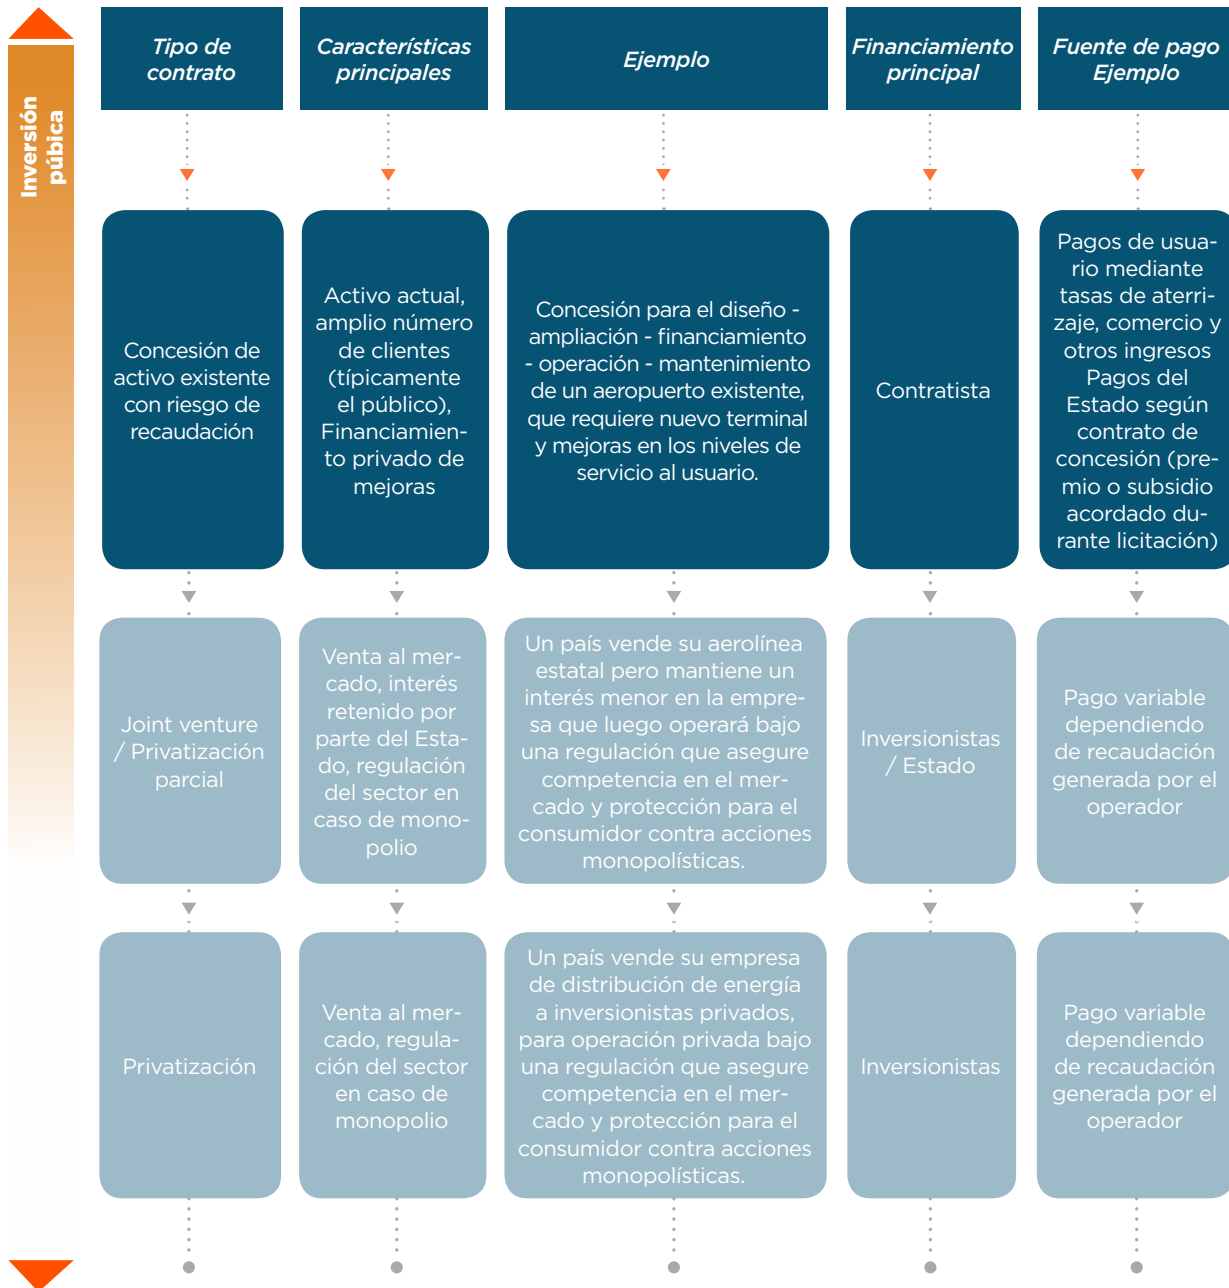 Inversión
púbica
Tipo de
contrato
Características
principales
Ejemplo
Financiamiento
principal
Fuente de pago
Ejemplo
Concesión de
activo existente
con riesgo de
recaudación
Activo actual,
amplio número
de clientes
(típicamente
el público),
Financiamien-
to privado de
mejoras
Concesión para el diseño -
ampliación - financiamiento
- operación - mantenimiento
de un aeropuerto existente,
que requiere nuevo terminal
y mejoras en los niveles de
servicio al usuario.
Contratista
Pagos de usua-
rio mediante
tasas de aterri-
zaje, comercio y
otros ingresos
Pagos del
Estado según
contrato de
concesión (pre-
mio o subsidio
acordado du-
rante licitación)
Joint venture
/ Privatización
parcial
Venta al mer-
cado, interés
retenido por
parte del Esta-
do, regulación
del sector en
caso de mono-
polio
Un país vende su aerolínea
estatal pero mantiene un
interés menor en la empre-
sa que luego operará bajo
una regulación que asegure
competencia en el mer-
cado y protección para el
consumidor contra acciones
monopolísticas.
Inversionistas
/ Estado
Pago variable
dependiendo
de recaudación
generada por el
operador
Privatización
Venta al mer-
cado, regula-
ción del sector
en caso de
monopolio
Un país vende su empresa
de distribución de energía
a inversionistas privados,
para operación privada bajo
una regulación que asegure
competencia en el mer-
cado y protección para el
consumidor contra acciones
monopolísticas.
Inversionistas
Pago variable
dependiendo
de recaudación
generada por el
operador